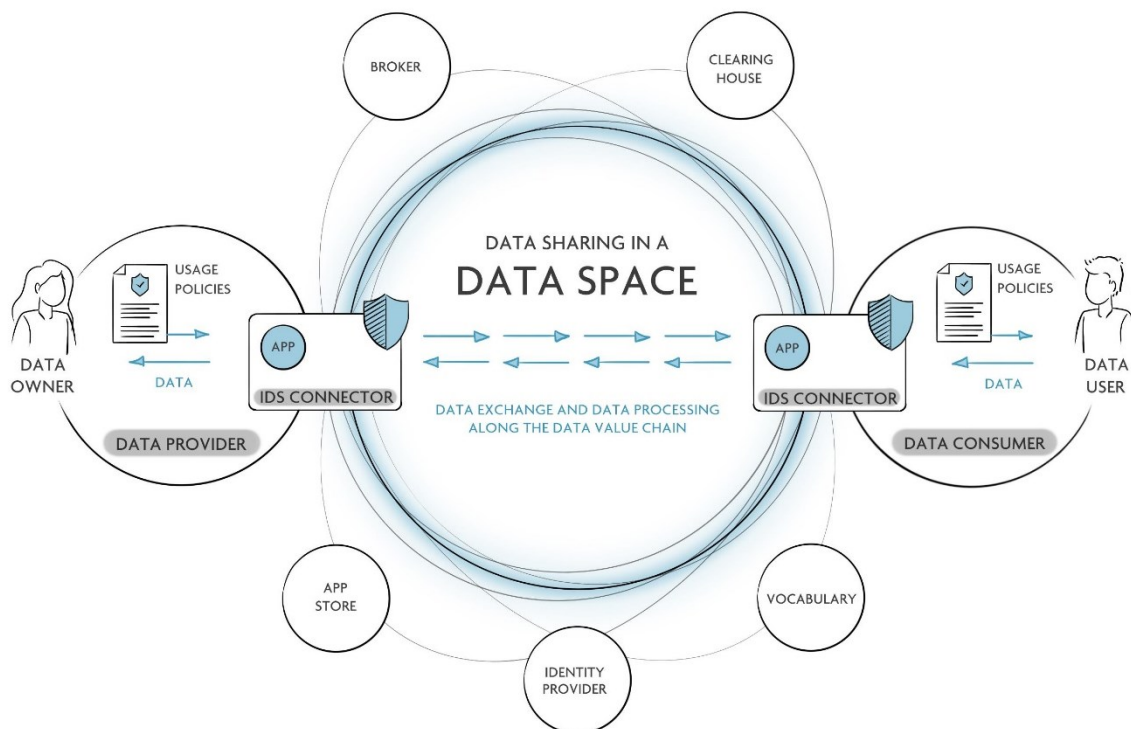 BROKER
CLEARING
HOUSE
DATA SHARING IN A
DATA SPACE
USAGE
POLICIES
DATA
APP
IDS CONNECTOR
DATA
OWNER
DATA PROVIDER
DATA EXCHANGE AND DATA PROCESSING
ALONG THE DATA VALUE CHAIN
APP
IDS CONNECTOR
USAGE
POLICIES
DATA
DATA
USER
DATA CONSUMER
APP
STORE
IDENTITY
PROVIDER
VOCABULARY